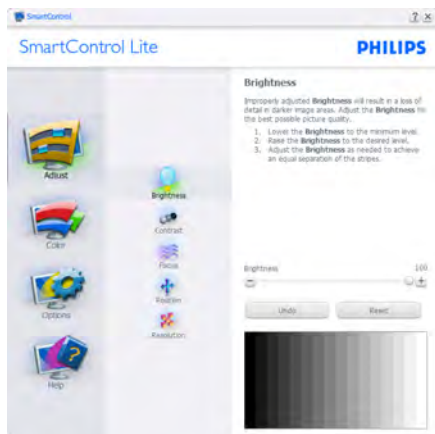 SmartControl
? x
SmartControl Lite
PHILIPS
Adjust
Color
Options
Help
Brightness
Contrast
Focus
Position
Resolution
Brightness
Improperly adjusted Brightness will result in a loss of
detail in darker image areas. Adjust the Brightness for
the best possible picture quality.
1. Lower the Brightness to the minimum level.
2. Raise the Brightness to the desired level.
3. Adjust the Brightness as needed to achieve
an equal separation of the stripes.
Brightness 100
Undo
Reset